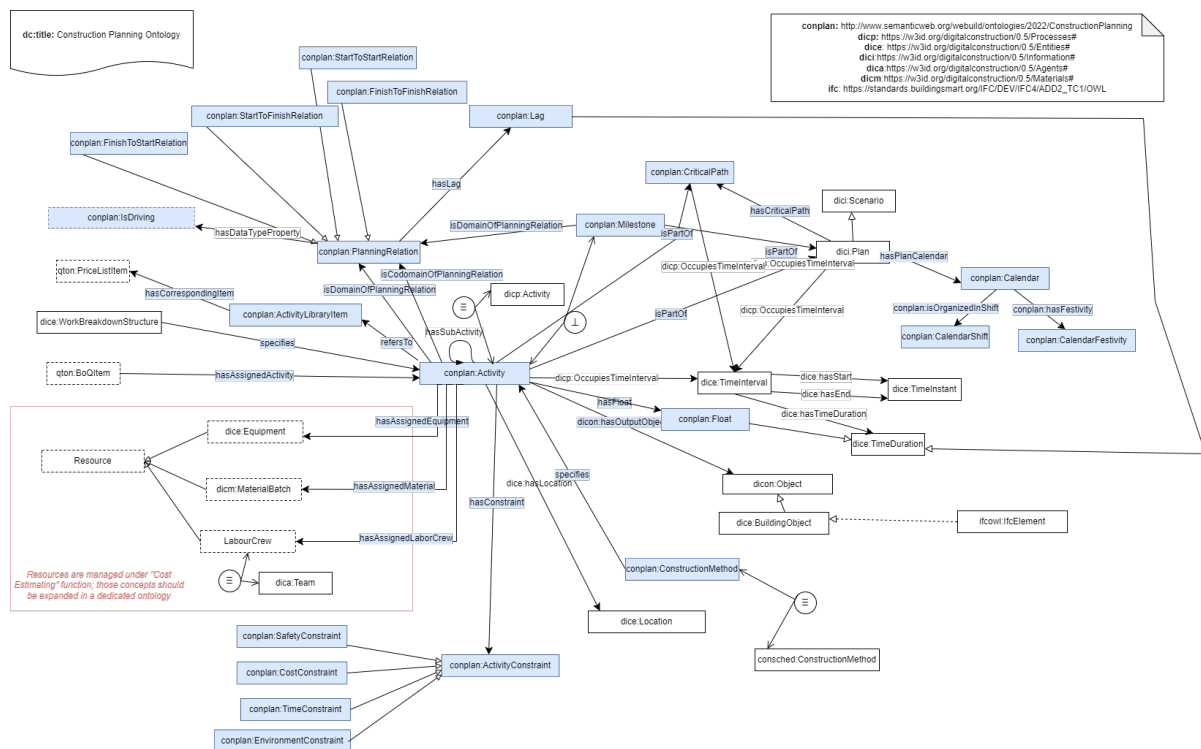 dc:title: Construction Planning Ontology
conplan: http://www.semanticweb.org/webuild/ontologies/2022/ConstructionPlanning
dicp: https://w3id.org/digitalconstruction/0.5/Processes#
dice: https://w3id.org/digitalconstruction/0.5/Entities#
dici:https://w3id.org/digitalconstruction/0.5/Information#
dica:https://w3id.org/digitalconstruction/0.5/Agents#
dicm:https://w3id.org/digitalconstruction/0.5/Materials#
ifc: https://standards.buildingsmart.org/IFC/DEV/IFC4/ADD2_TC1/OWL
conplan:StartToStartRelation
conplan:FinishToFinishRelation
conplan:StartToFinishRelation
conplan:Lag
conplan:FinishToStartRelation
conplan:CriticalPath
hasLag
dici:Scenario
hasCriticalPath
conplan:IsDriving
conplan:Milestone
isDomainOfPlanningRelation
hasDataTypeProperty
isPartOf
conplan:PlanningRelation
isPartOf
dici:Plan
hasPlanCalendar
qton:PriceListItem
isCodomainOfPlanningRelation
dicp:OccupiesTimeInterval
dicp:OccupiesTimeInterval
conplan:Calendar
isDomainOfPlanningRelation
hasCorrespondingItem
dicp:Activity
conplan:isOrganizedInShift
conplan:hasFestivity
dicp:OccupiesTimeInterval
conplan:ActivityLibraryItem
isPartOf
dice:WorkBreakdownStructure
⊥
hasSubActivity
conplan:CalendarShift
conplan:CalendarFestivity
specifies
refersTo
qton:BoQItem
hasAssignedActivity
conplan:Activity
dicp:OccupiesTimeInterval
dice:TimeInterval
dice:hasStart
dice:hasEnd
dice:TimeInstant
hasFloat
dice:hasTimeDuration
hasAssignedEquipment
dicon:hasOutputObject
conplan:Float
dice:Equipment
dice:TimeDuration
Resource
specifies
dicm:MaterialBatch
hasAssignedMaterial
dice:hasLocation
dicon:Object
hasConstraint
dice:BuildingObject
ifcowl:IfcElement
LabourCrew
hasAssignedLaborCrew
conplan:ConstructionMethod
Resources are managed under "Cost
Estimating" function; those concepts should
be expanded in a dedicated ontology
dica:Team
dice:Location
conplan:SafetyConstraint
consched:ConstructionMethod
conplan:CostConstraint
conplan:ActivityConstraint
conplan:TimeConstraint
conplan:EnvironmentConstraint